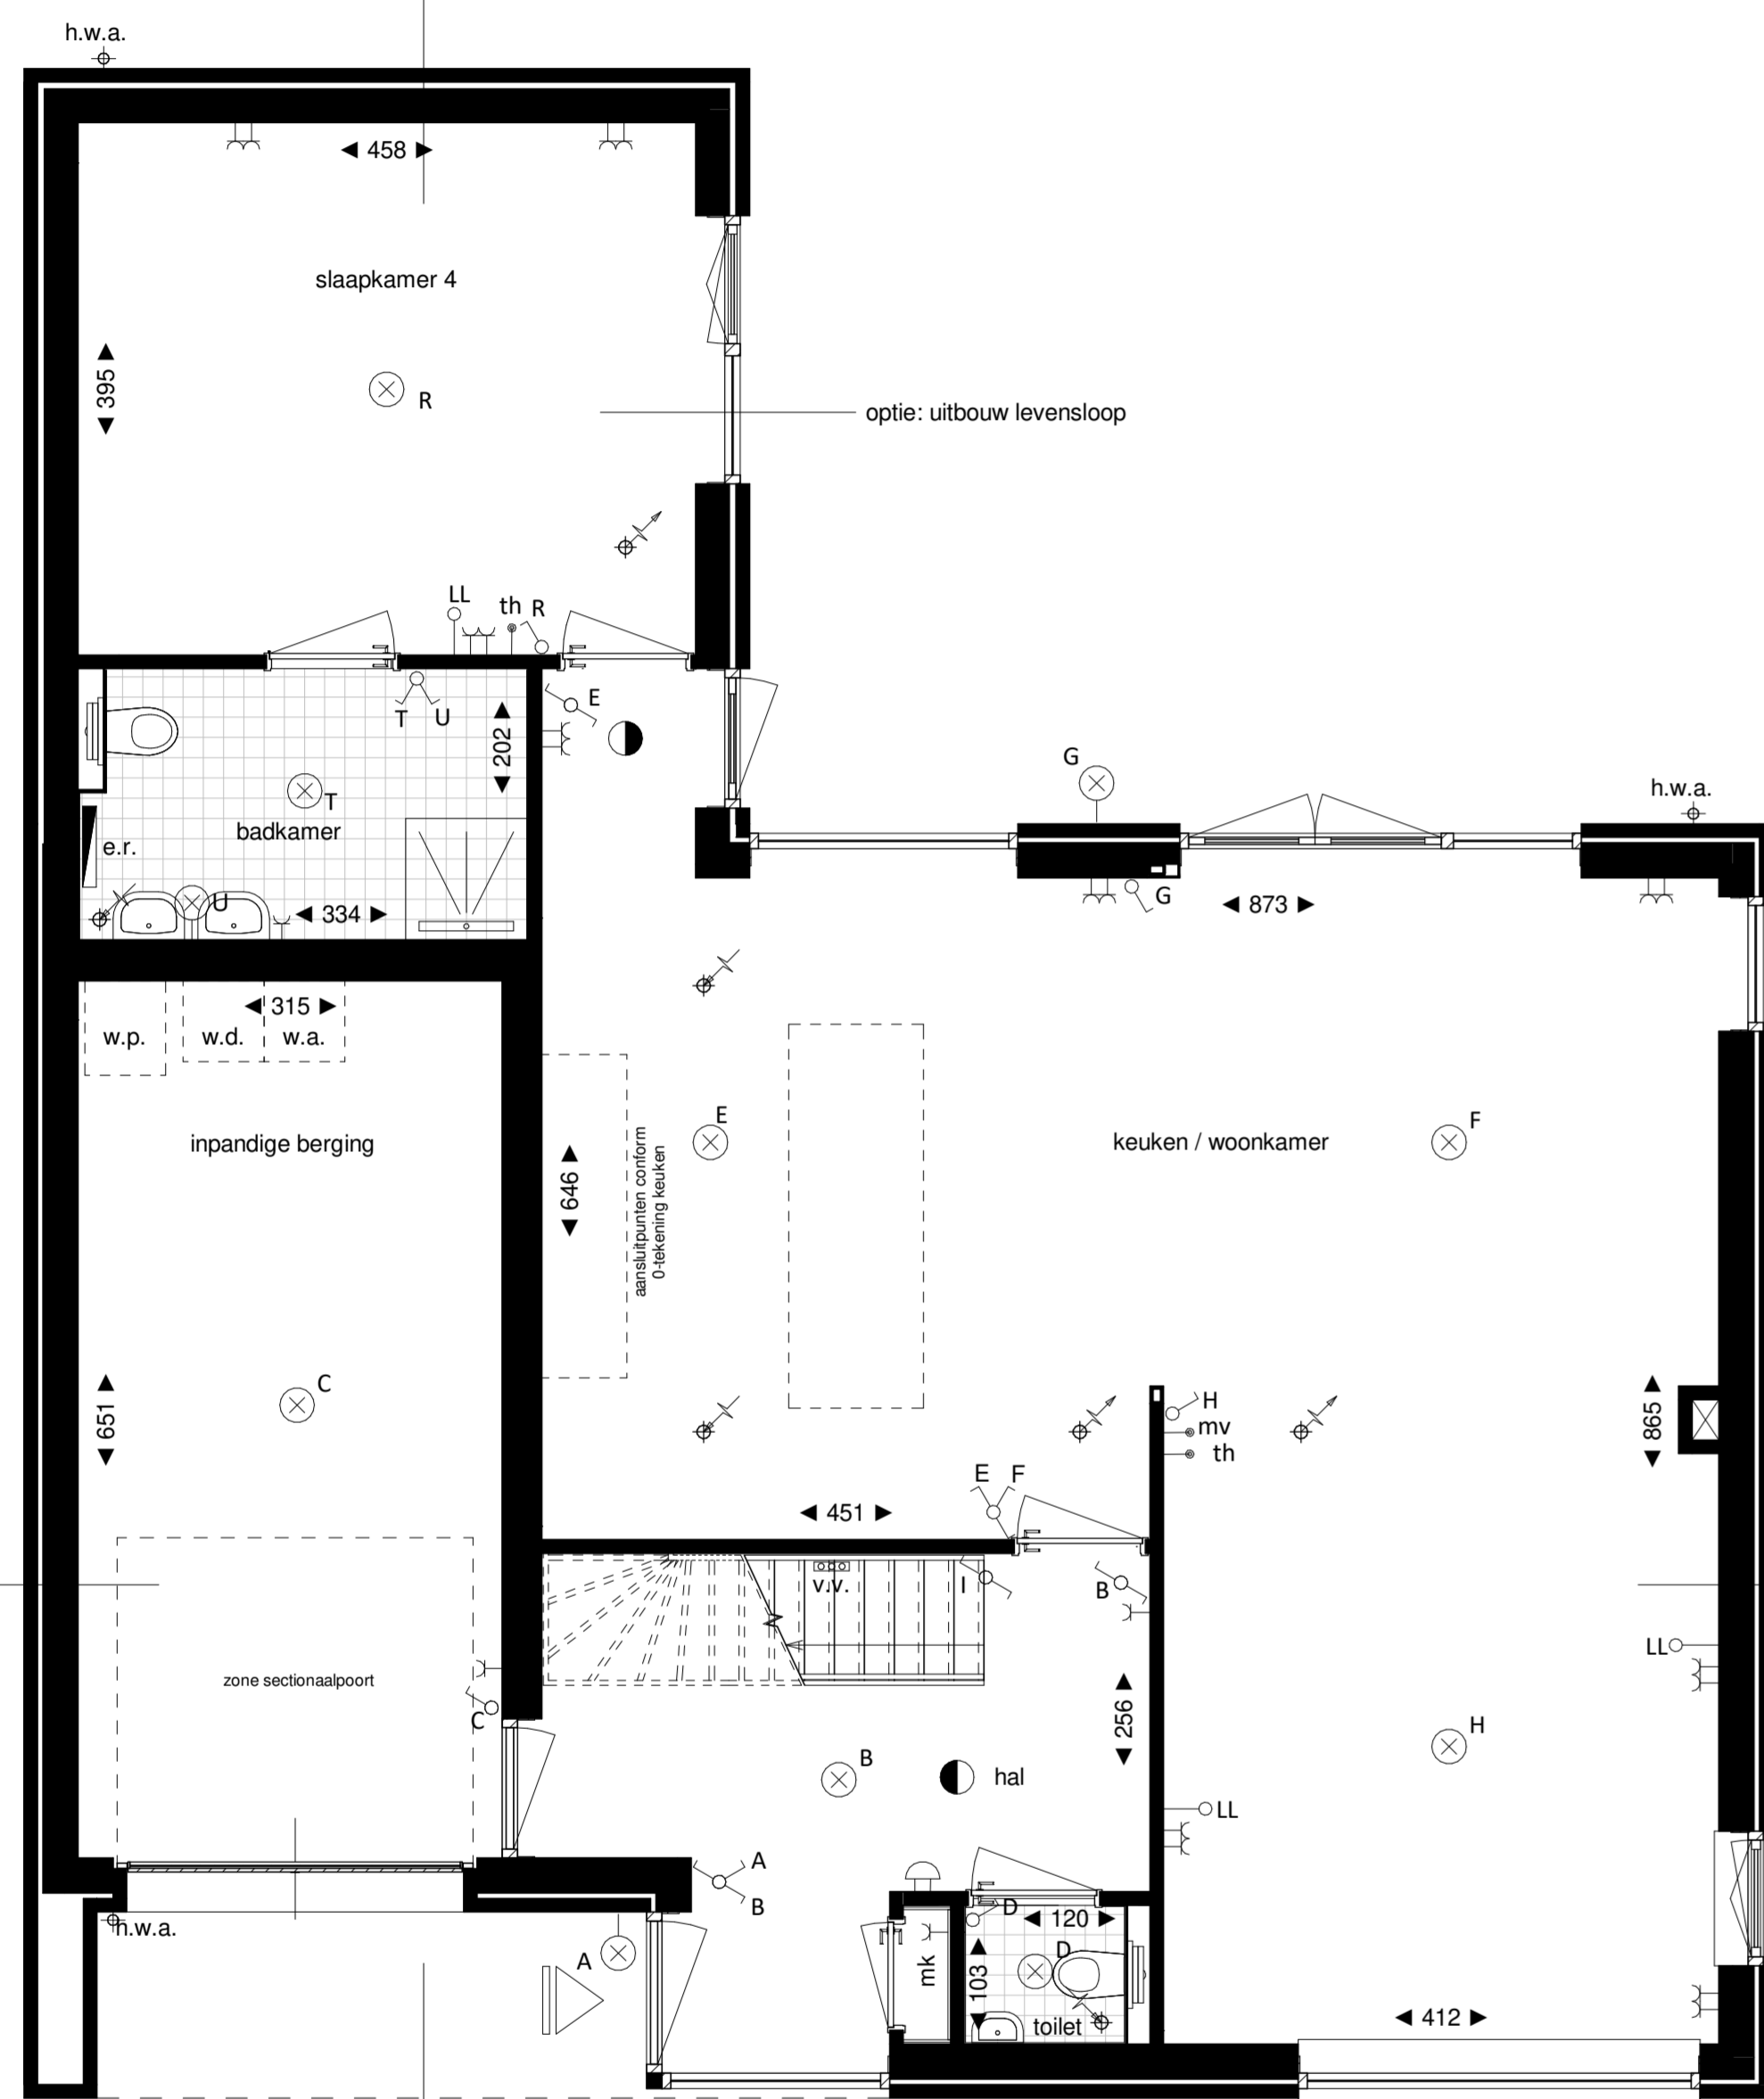 h.w.a.
◄ 458 ►
slaapkamer 4
◄ 395 ►
R
optie: uitbouw levensloop
LL
th
R
E
T
U
◄ 202 ►
T
badkamer
e.r.
U
◄ 334 ►
G
h.w.a.
G
◄ 873 ►
◄ 315 ►
w.p.
w.d.
w.a.
inpandige berging
E
keuken / woonkamer
F
◄ 646 ►
aansluitpunten conform
0-tekening keuken
C
◄ 651 ►
H
mv
th
◄ 865 ►
E
F
◄ 451 ►
v.v.
I
B
LL
zone sectionaalpoort
C
◄ 256 ►
H
B
hal
LL
A
B
h.w.a.
A
mk
D
◄ 120 ►
D
◄ 103 ►
toilet
◄ 412 ►